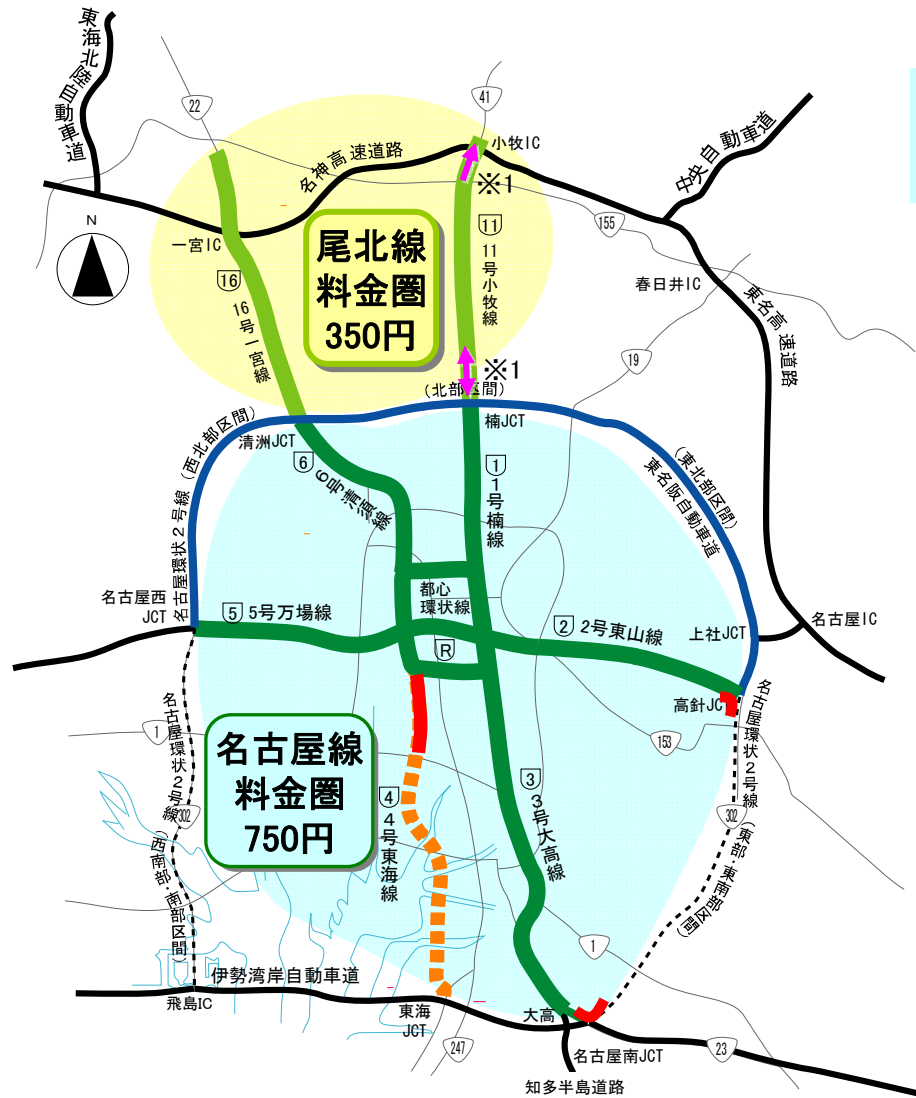 東海北陸自動車道
22
41
小牧IC
中央自動車道
名神高速道路
※1
N
155
一宮IC
尾北線
料金圏
350円
11
11号小牧線
春日井IC
東名高速道路
16
16号一宮線
19
※1
(北部区間)
楠JCT
清洲JCT
名古屋環状2号線(西北部区間)
6
6号清須線
1
1号楠線
(東北部区間)
東名阪自動車道
都心
環状線
名古屋西
JCT
5
5号万場線
2
2号東山線
上社JCT
名古屋IC
R
高針JCT
名古屋環状2号線
(西南部・南部区間)
1
302
名古屋線
料金圏
750円
4
4号東海線
3
3号大高線
153
名古屋環状2号線
(東部・東南部区間)
302
1
伊勢湾岸自動車道
飛島IC
東海
JCT
大高
247
名古屋南JCT
23
知多半島道路